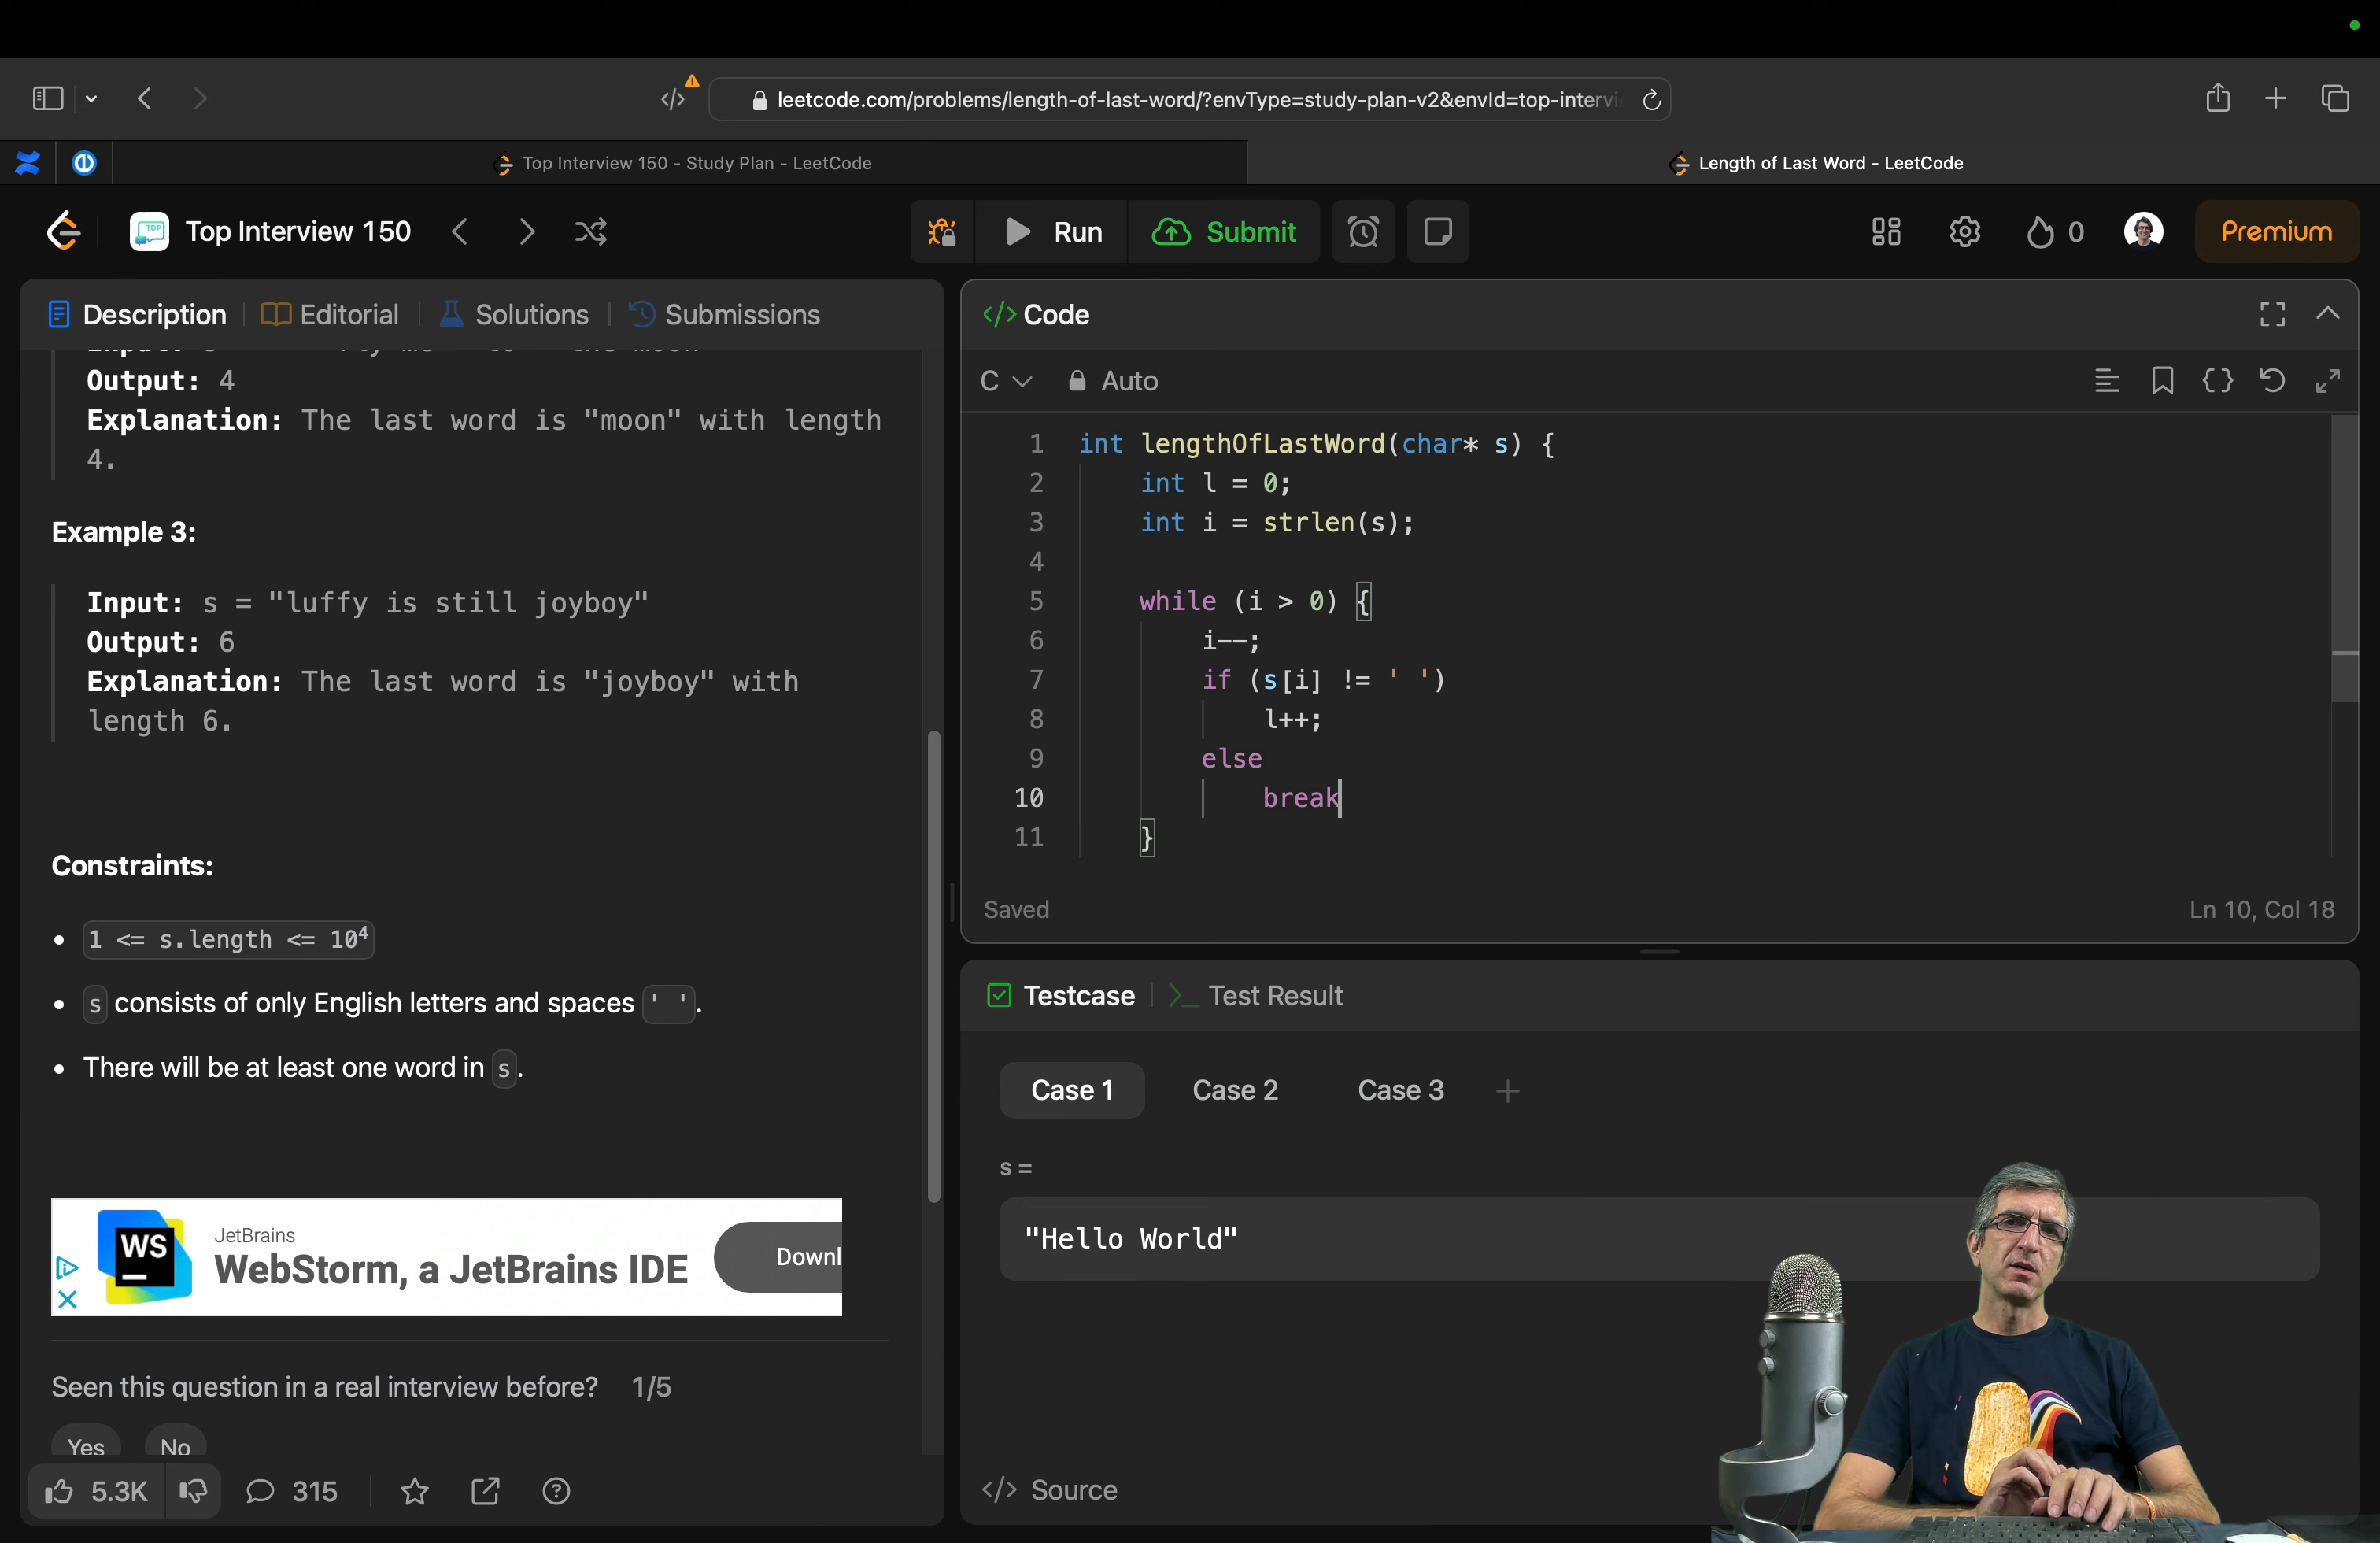 leetcode.com/problems/length-of-last-word/?envType=study-plan-v2&envId=top-intervi
Top Interview 150 - Study Plan - LeetCode
Length of Last Word - LeetCode
Top Interview 150
Run
Submit
0
Premium
Description
Editorial
Solutions
Submissions
Output: 4
Explanation: The last word is "moon" with length
4.
Example 3:
Input: s = "luffy is still joyboy"
Output: 6
Explanation: The last word is "joyboy" with
length 6.
Constraints:
1 <= s.length <= 10⁴
s consists of only English letters and spaces ' '.
There will be at least one word in s.
WS
JetBrains
WebStorm, a JetBrains IDE
Downl
Seen this question in a real interview before? 1/5
Yes No
5.3K
315
</> Code
C
Auto
1 int lengthOfLastWord(char* s) {
2 int l = 0;
3 int i = strlen(s);
4
5 while (i > 0) {
6 i--;
7 if (s[i] != ' ')
8 l++;
9 else
10 break
11 }
Saved
Ln 10, Col 18
Testcase
Test Result
Case 1
Case 2
Case 3
s =
"Hello World"
</> Source